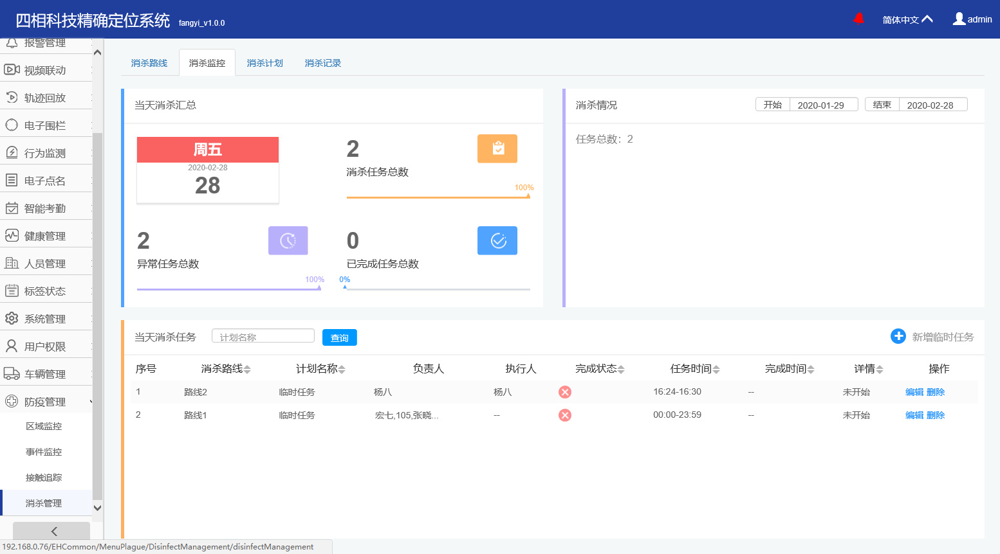 四相科技精确定位系统 fangyi_v1.0.0
简体中文 admin
报警管理
视频联动
轨迹回放
电子围栏
行为监测
电子点名
智能考勤
健康管理
人员管理
标签状态
系统管理
用户权限
车辆管理
防疫管理
区域监控
事件监控
接触追踪
消杀管理
消杀路线 消杀监控 消杀计划 消杀记录
当天消杀汇总
周五
2020-02-28
28
2
消杀任务总数
100%
2
异常任务总数
100%
0
已完成任务总数
0%
消杀情况 开始 2020-01-29 结束 2020-02-28
任务总数：2
当天消杀任务 计划名称 查询 新增临时任务
序号 消杀路线 计划名称 负责人 执行人 完成状态 任务时间 完成时间 详情 操作
1 路线2 临时任务 杨八 杨八 16:24-16:30 -- 未开始 编辑 删除
2 路线1 临时任务 宏七,105,张晓... -- 00:00-23:59 -- 未开始 编辑 删除
192.168.0.76/EHCommon/MenuPlague/DisinfectManagement/disinfectManagement